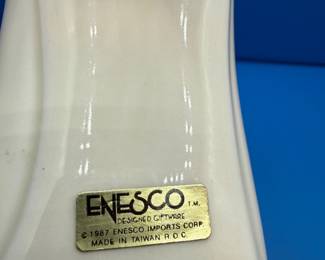 ENESCO T.M.
DESIGNED GIFTWARE
© 1987 ENESCO IMPORTS CORP.
MADE IN TAIWAN R.O.C.